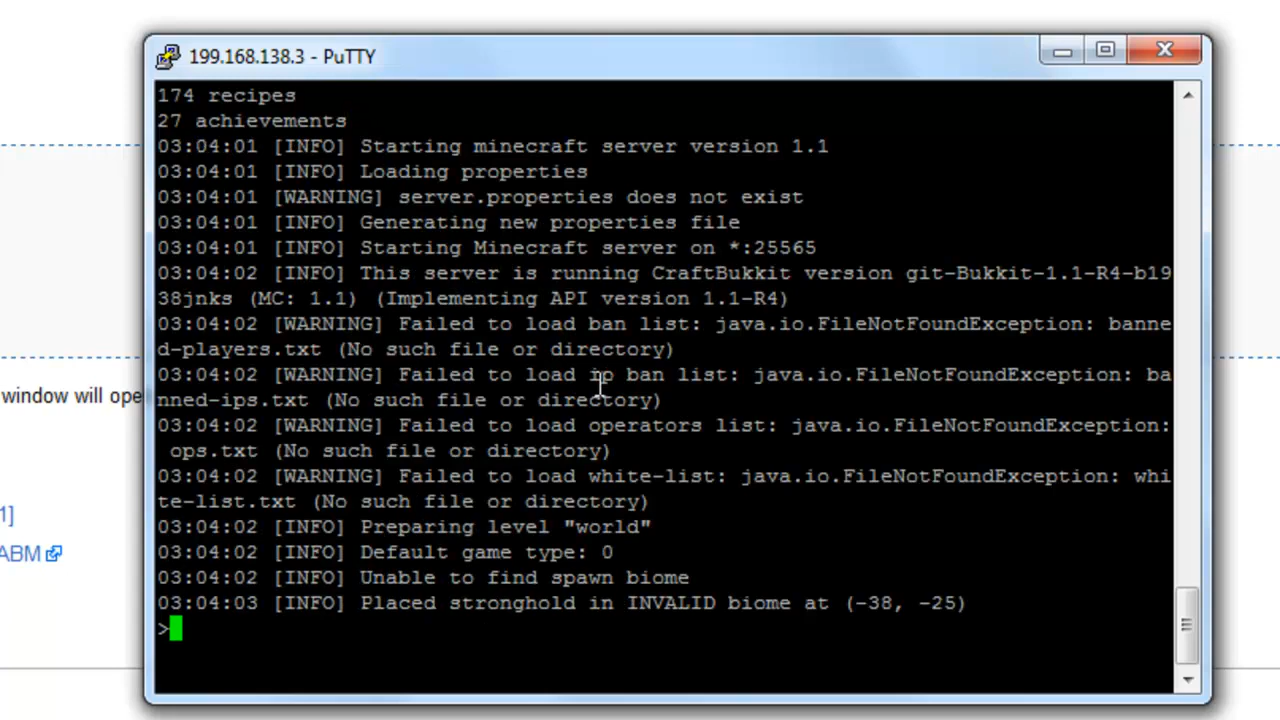 199.168.138.3 - PuTTY
174 recipes
27 achievements
03:04:01 [INFO] Starting minecraft server version 1.1
03:04:01 [INFO] Loading properties
03:04:01 [WARNING] server.properties does not exist
03:04:01 [INFO] Generating new properties file
03:04:01 [INFO] Starting Minecraft server on *:25565
03:04:02 [INFO] This server is running CraftBukkit version git-Bukkit-1.1-R4-b19
38jnks (MC: 1.1) (Implementing API version 1.1-R4)
03:04:02 [WARNING] Failed to load ban list: java.io.FileNotFoundException: banne
d-players.txt (No such file or directory)
03:04:02 [WARNING] Failed to load ip ban list: java.io.FileNotFoundException: ba
window will ope
nned-ips.txt (No such file or directory)
03:04:02 [WARNING] Failed to load operators list: java.io.FileNotFoundException:
ops.txt (No such file or directory)
03:04:02 [WARNING] Failed to load white-list: java.io.FileNotFoundException: whi
te-list.txt (No such file or directory)
1]
03:04:02 [INFO] Preparing level "world"
03:04:02 [INFO] Default game type: 0
ABM
03:04:02 [INFO] Unable to find spawn biome
03:04:03 [INFO] Placed stronghold in INVALID biome at (-38, -25)
>